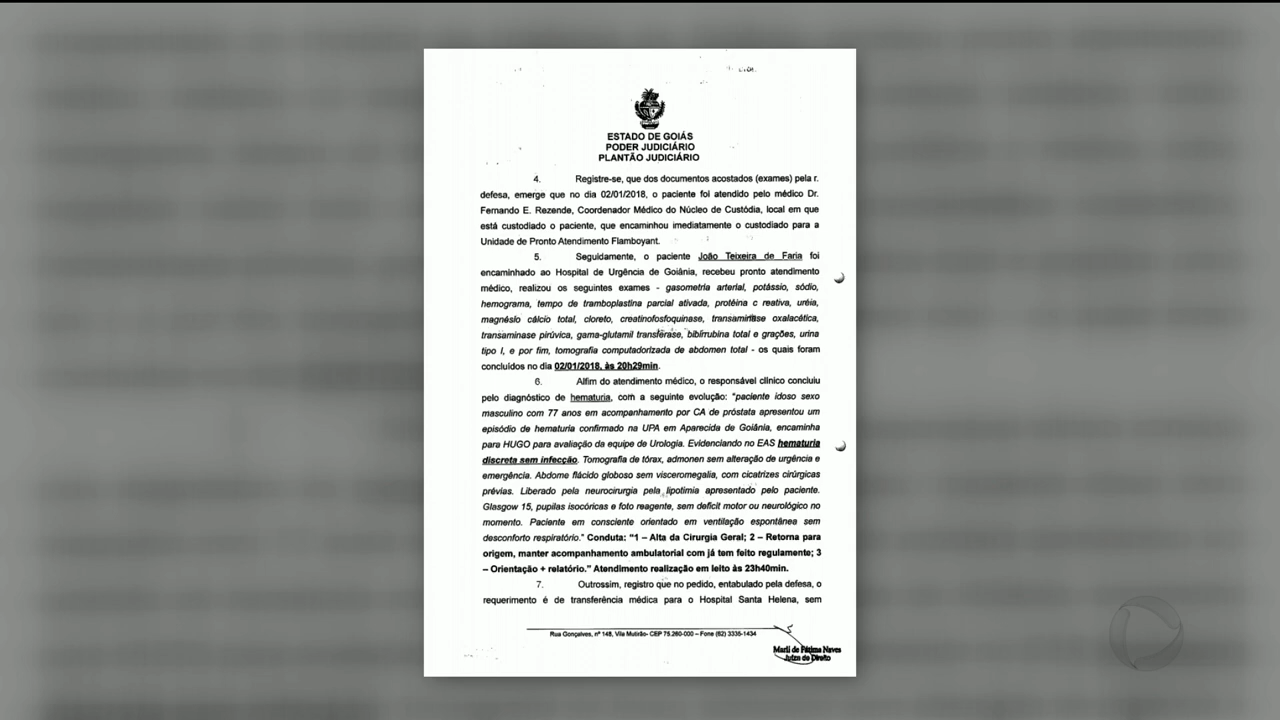 ESTADO DE GOIÁS
PODER JUDICIÁRIO
PLANTÃO JUDICIÁRIO
4. Registre-se, que dos documentos acostados (exames) pela r.
defesa, emerge que no dia 02/01/2018, o paciente foi atendido pelo médico Dr.
Fernando E. Rezende, Coordenador Médico do Núcleo de Custódia, local em que
está custodiado o paciente, que encaminhou imediatamente o custodiado para a
Unidade de Pronto Atendimento Flamboyant.
5. Seguidamente, o paciente João Teixeira de Faria foi
encaminhado ao Hospital de Urgência de Goiânia, recebeu pronto atendimento
médico, realizou os seguintes exames - gasometria arterial, potássio, sódio,
hemograma, tempo de tramboplastina parcial ativada, protéina c reativa, uréia,
magnésio cálcio total, cloreto, creatinofosfoquinase, transaminase oxalacética,
transaminase pirúvica, gama-glutamil transferase, biblirrubina total e grações, urina
tipo I, e por fim, tomografia computadorizada de abdomen total - os quais foram
concluídos no dia 02/01/2018, às 20h29min.
6. Alfim do atendimento médico, o responsável clínico concluiu
pelo diagnóstico de hematuria, com a seguinte evolução: "paciente idoso sexo
masculino com 77 anos em acompanhamento por CA de próstata apresentou um
episódio de hematuria confirmado na UPA em Aparecida de Goiânia, encaminha
para HUGO para avaliação da equipe de Urologia. Evidenciando no EAS hematuria
discreta sem infecção. Tomografia de tórax, admonen sem alteração de urgência e
emergência. Abdome flácido globoso sem visceromegalia, com cicatrizes cirúrgicas
prévias. Liberado pela neurocirurgia pela lipotimia apresentado pelo paciente.
Glasgow 15, pupilas isocóricas e foto reagente, sem deficit motor ou neurológico no
momento. Paciente em consciente orientado em ventilação espontânea sem
desconforto respiratório." Conduta: "1 – Alta da Cirurgia Geral; 2 – Retorna para
origem, manter acompanhamento ambulatorial com já tem feito regulamente; 3
– Orientação + relatório." Atendimento realização em leito às 23h40min.
7. Outrossim, registro que no pedido, entabulado pela defesa, o
requerimento é de transferência médica para o Hospital Santa Helena, sem
Rua Gonçalves, nº 148, Vila Mutirão- CEP 75.260-000 – Fone (62) 3335-1434
Marli de Fátima Naves
Juíza de Direito